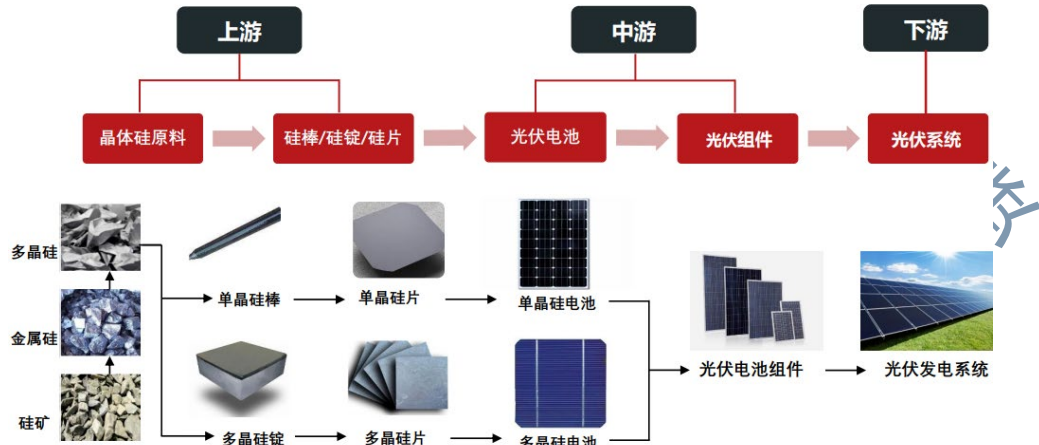 上游
中游
下游
晶体硅原料
硅棒/硅锭/硅片
光伏电池
光伏组件
光伏系统
多晶硅
金属硅
硅矿
单晶硅棒
单晶硅片
单晶硅电池
多晶硅锭
多晶硅片
多晶硅电池
光伏电池组件
光伏发电系统